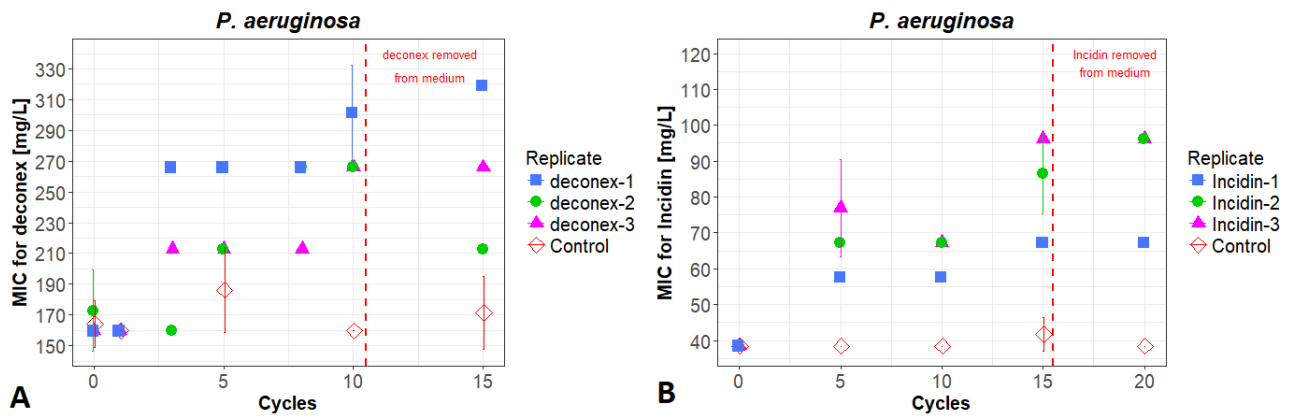 P. aeruginosa
MIC for deconex [mg/L]
330
310
290
270
250
230
210
190
170
150
deconex removed
from medium
0 5 10 15
Cycles
A
Replicate
deconex-1
deconex-2
deconex-3
Control
P. aeruginosa
MIC for Incidin [mg/L]
120
110
100
90
80
70
60
50
40
Incidin removed
from medium
0 5 10 15 20
Cycles
B
Replicate
Incidin-1
Incidin-2
Incidin-3
Control